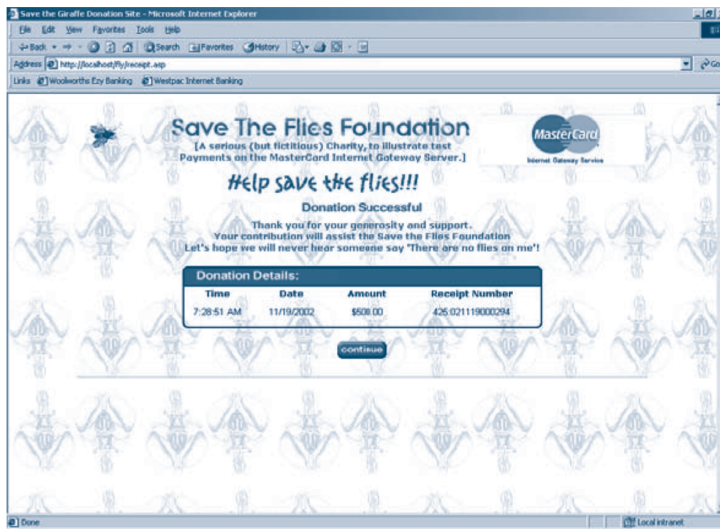 Save the Giraffe Donation Site - Microsoft Internet Explorer
File Edit View Favorites Tools Help
Back Search Favorites History
Address http://localhost/fly/receipt.asp Go
Links Woolworths Ezy Banking Westpac Internet Banking
Save The Flies Foundation
[A serious (but fictitious) Charity, to illustrate test
Payments on the MasterCard Internet Gateway Server.]
MasterCard
Internet Gateway Service
Help save the flies!!!
Donation Successful
Thank you for your generosity and support.
Your contribution will assist the Save the Flies Foundation
Let's hope we will never hear someone say 'There are no flies on me'!
Donation Details:
Time Date Amount Receipt Number
7:28:51 AM 11/19/2002 $500.00
continue
Done Local intranet